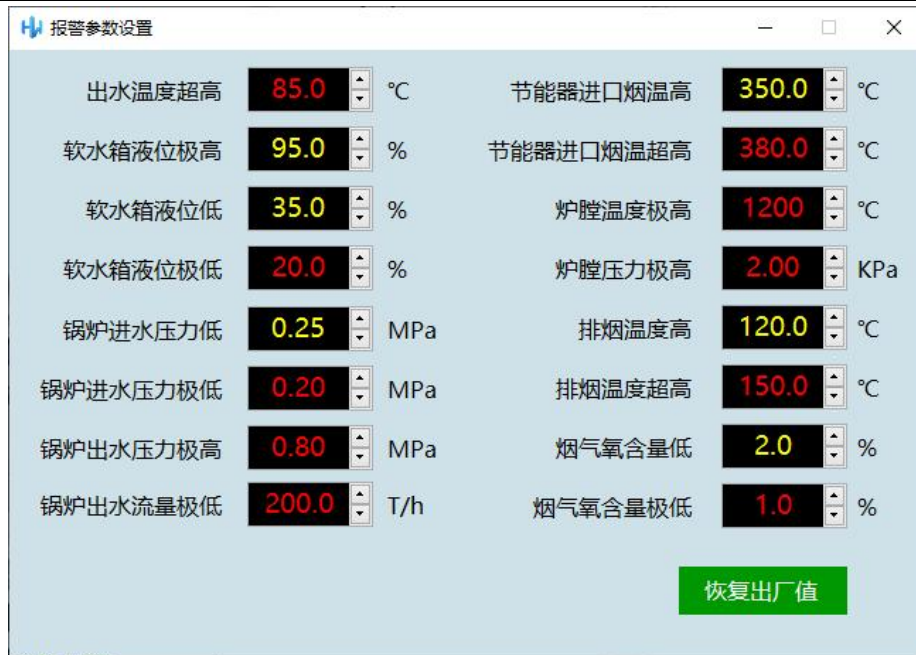 报警参数设置
出水温度超高 85.0 ℃ 节能器进口烟温高 350.0 ℃
软水箱液位极高 95.0 % 节能器进口烟温超高 380.0 ℃
软水箱液位低 35.0 % 炉膛温度极高 1200 ℃
软水箱液位极低 20.0 % 炉膛压力极高 2.00 KPa
锅炉进水压力低 0.25 MPa 排烟温度高 120.0 ℃
锅炉进水压力极低 0.20 MPa 排烟温度超高 150.0 ℃
锅炉出水压力极高 0.80 MPa 烟气氧含量低 2.0 %
锅炉出水流量极低 200.0 T/h 烟气氧含量极低 1.0 %
恢复出厂值